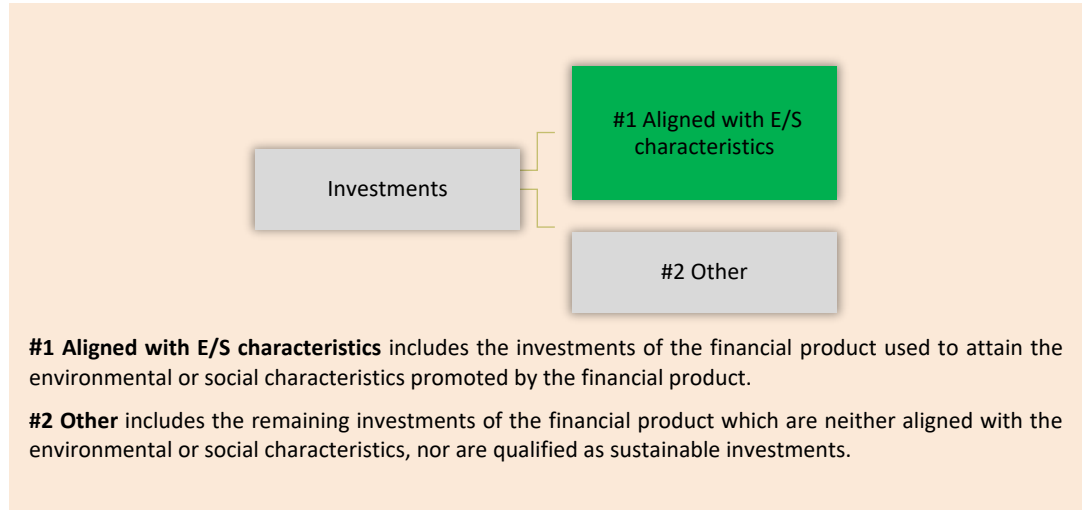 #1 Aligned with E/S
characteristics
Investments
#2 Other
#1 Aligned with E/S characteristics includes the investments of the financial product used to attain the
environmental or social characteristics promoted by the financial product.
#2 Other includes the remaining investments of the financial product which are neither aligned with the
environmental or social characteristics, nor are qualified as sustainable investments.